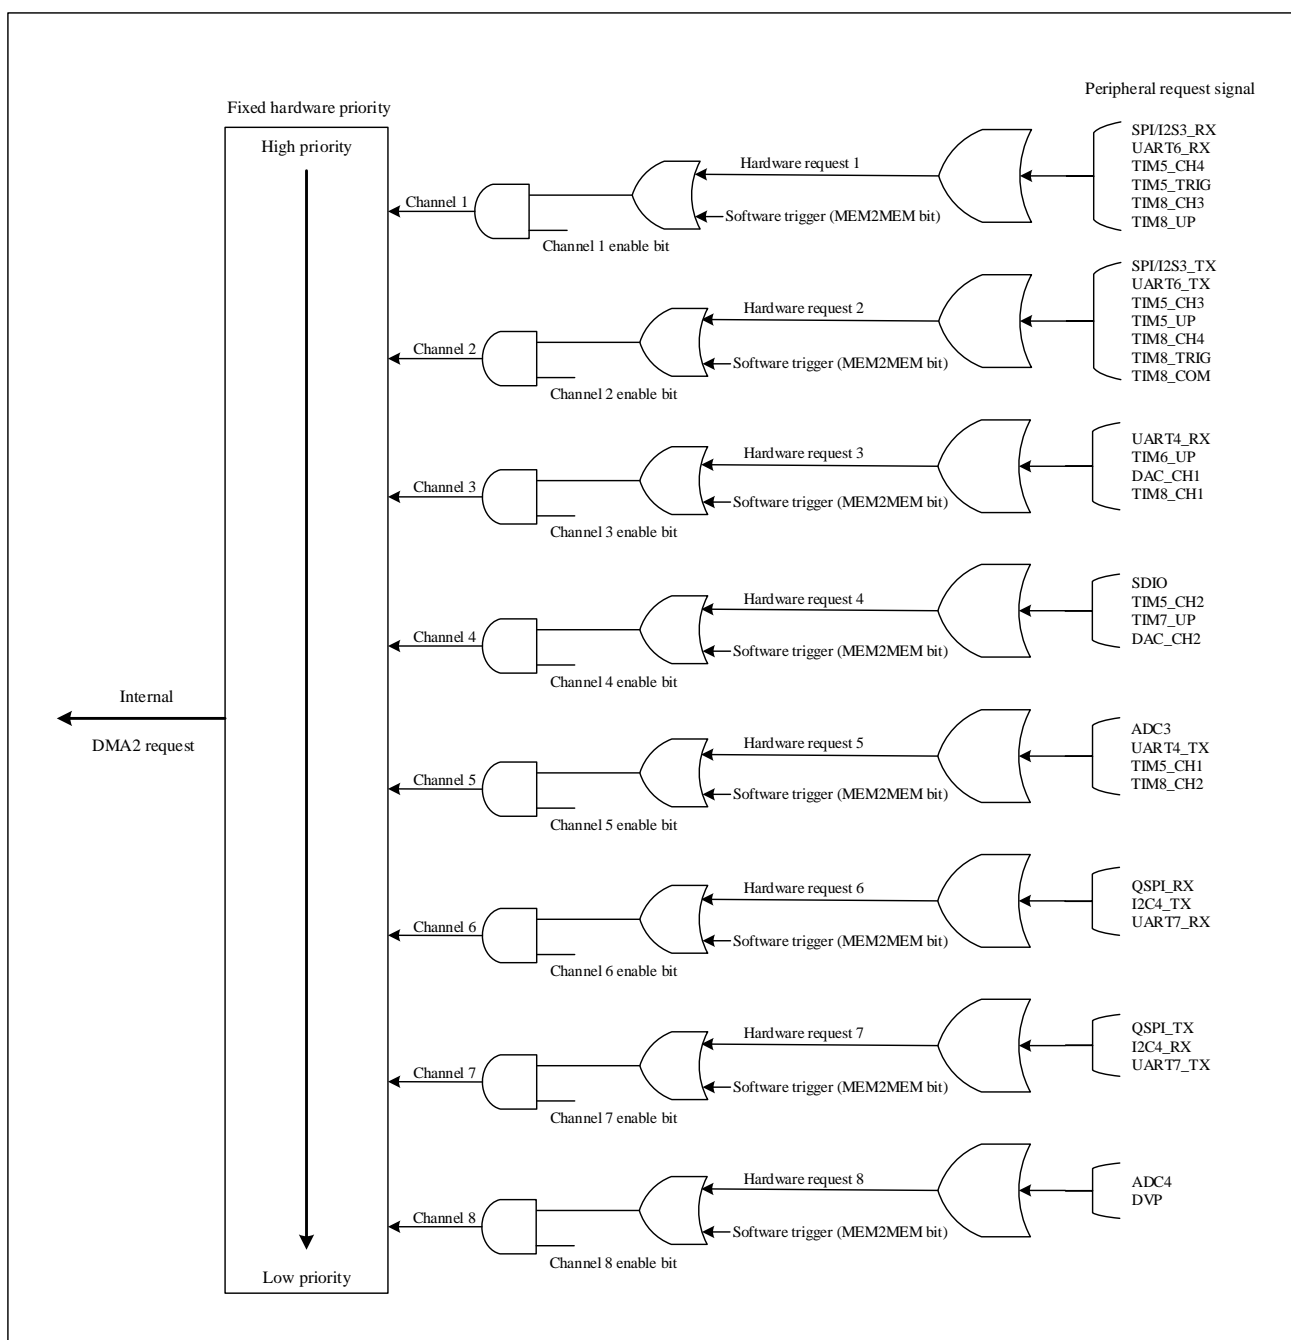 Peripheral request signal
Fixed hardware priority
High priority
SPI/I2S3_RX
UART6_RX
TIM5_CH4
TIM5_TRIG
TIM8_CH3
TIM8_UP
Hardware request 1
Software trigger (MEM2MEM bit)
Channel 1
Channel 1 enable bit
SPI/I2S3_TX
UART6_TX
TIM5_CH3
TIM5_UP
TIM8_CH4
TIM8_TRIG
TIM8_COM
Hardware request 2
Software trigger (MEM2MEM bit)
Channel 2
Channel 2 enable bit
UART4_RX
TIM6_UP
DAC_CH1
TIM8_CH1
Hardware request 3
Software trigger (MEM2MEM bit)
Channel 3
Channel 3 enable bit
SDIO
TIM5_CH2
TIM7_UP
DAC_CH2
Hardware request 4
Software trigger (MEM2MEM bit)
Channel 4
Channel 4 enable bit
Internal
DMA2 request
ADC3
UART4_TX
TIM5_CH1
TIM8_CH2
Hardware request 5
Software trigger (MEM2MEM bit)
Channel 5
Channel 5 enable bit
QSPI_RX
I2C4_TX
UART7_RX
Hardware request 6
Software trigger (MEM2MEM bit)
Channel 6
Channel 6 enable bit
QSPI_TX
I2C4_RX
UART7_TX
Hardware request 7
Software trigger (MEM2MEM bit)
Channel 7
Channel 7 enable bit
ADC4
DVP
Hardware request 8
Software trigger (MEM2MEM bit)
Channel 8
Channel 8 enable bit
Low priority